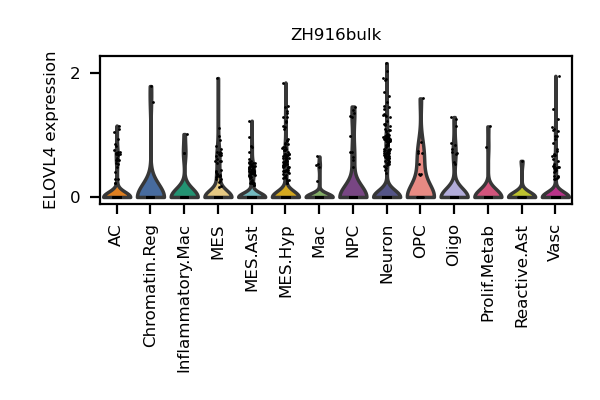 ZH916bulk
ELOVL4 expression
2
0
AC
Chromatin.Reg
Inflammatory.Mac
MES
MES.Ast
MES.Hyp
Mac
NPC
Neuron
OPC
Oligo
Prolif.Metab
Reactive.Ast
Vasc